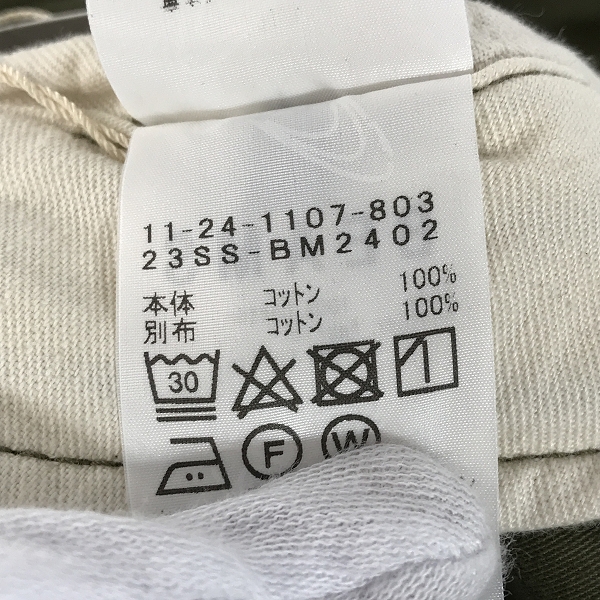 11-24-1107-803
23SS-BM2402
本体 コットン 100%
別布 コットン 100%
30
F W